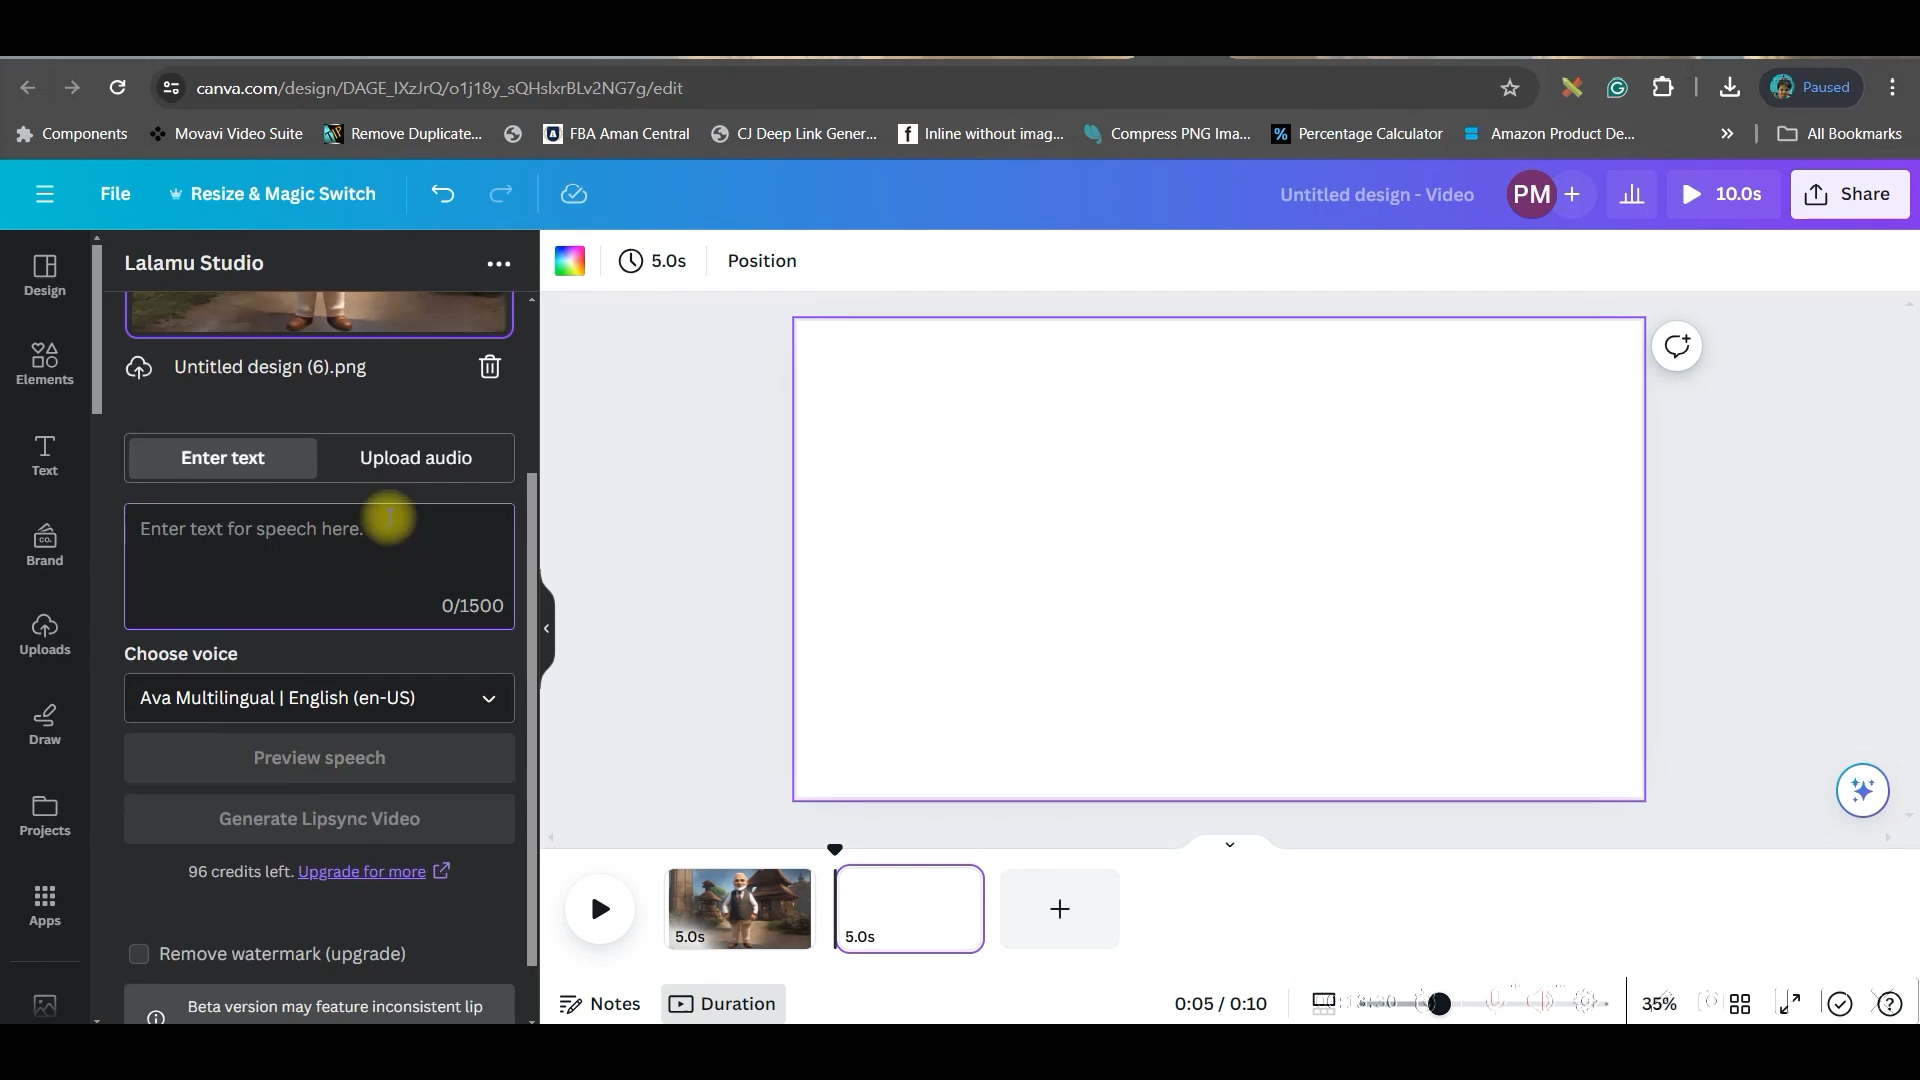 canva.com/design/DAGE_IXzJrQ/o1j18y_sQHslxrBLv2NG7g/edit
Paused
Components
Movavi Video Suite
Remove Duplicate...
FBA Aman Central
CJ Deep Link Gener...
Inline without imag...
Compress PNG Ima...
Percentage Calculator
Amazon Product De...
»
All Bookmarks
File
Resize & Magic Switch
Untitled design - Video
PM
10.0s
Share
Design
Elements
Text
Brand
Uploads
Draw
Projects
Apps
Lalamu Studio
Untitled design (6).png
Enter text
Upload audio
Enter text for speech here.
0/1500
Choose voice
Ava Multilingual | English (en-US)
Preview speech
Generate Lipsync Video
96 credits left. Upgrade for more
Remove watermark (upgrade)
Beta version may feature inconsistent lip
5.0s
Position
5.0s
5.0s
Notes
Duration
0:05 / 0:10
35%